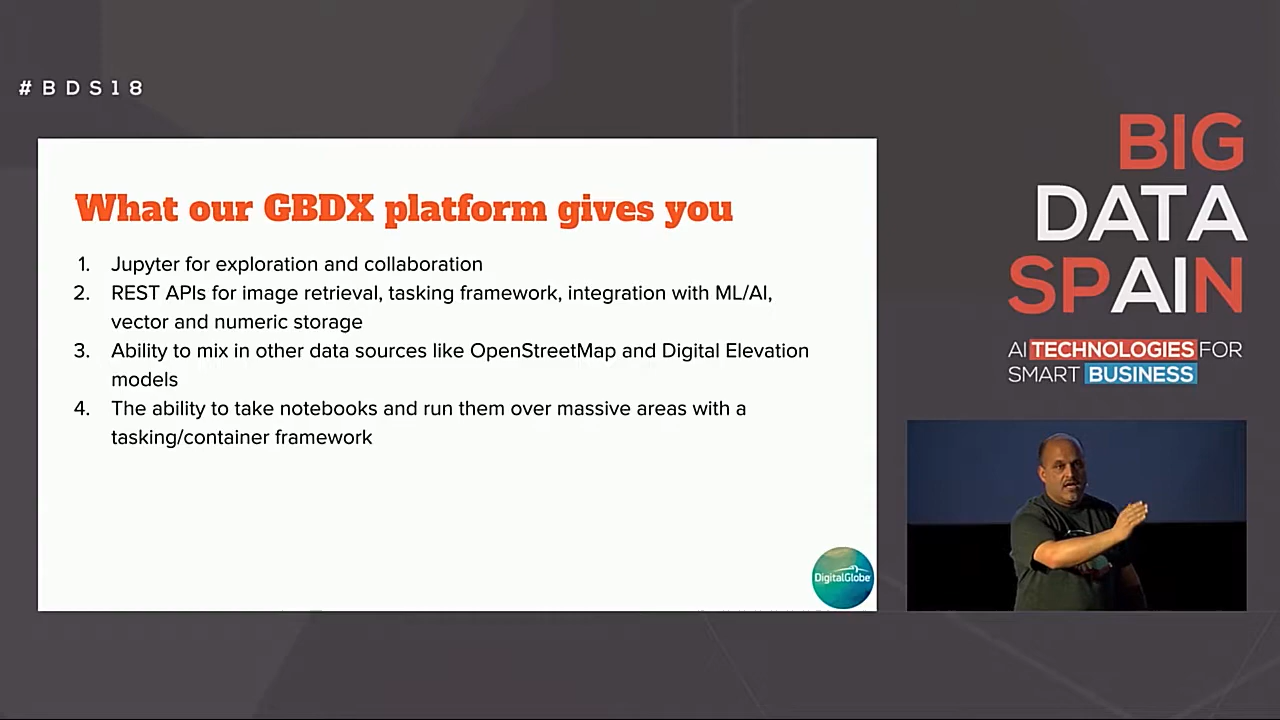 #BDS18
What our GBDX platform gives you
1. Jupyter for exploration and collaboration
2. REST APIs for image retrieval, tasking framework, integration with ML/AI,
vector and numeric storage
3. Ability to mix in other data sources like OpenStreetMap and Digital Elevation
models
4. The ability to take notebooks and run them over massive areas with a
tasking/container framework
DigitalGlobe
BIG
DATA
SPAIN
AI TECHNOLOGIES FOR
SMART BUSINESS